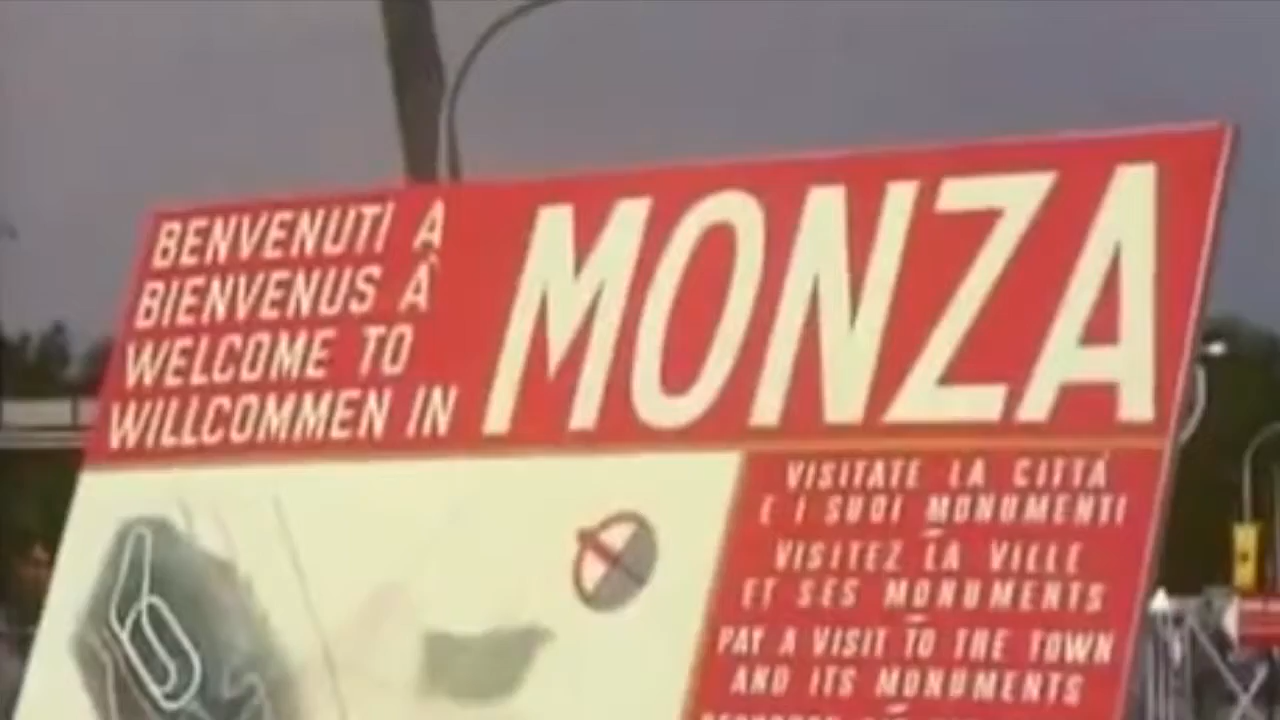 BENVENUTI A
BIENVENUS À
WELCOME TO
WILLCOMMEN IN
MONZA
VISITATE LA CITTÁ
E I SUOI MONUMENTI
VISITEZ LA VILLE
ET SES MONUMENTS
PAY A VISIT TO THE TOWN
AND ITS MONUMENTS